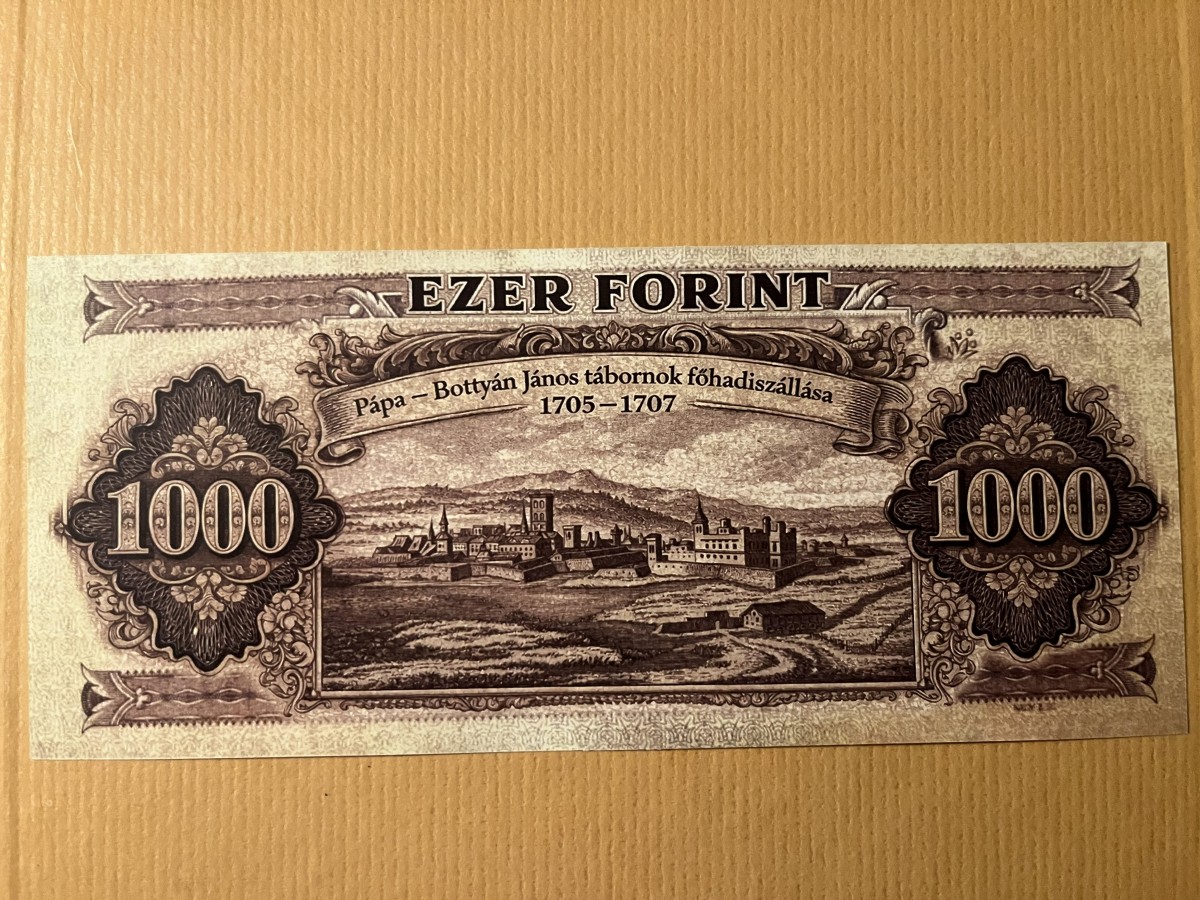 EZER FORINT
Pápa – Bottyán János tábornok főhadiszállása
1705–1707
1000
1000